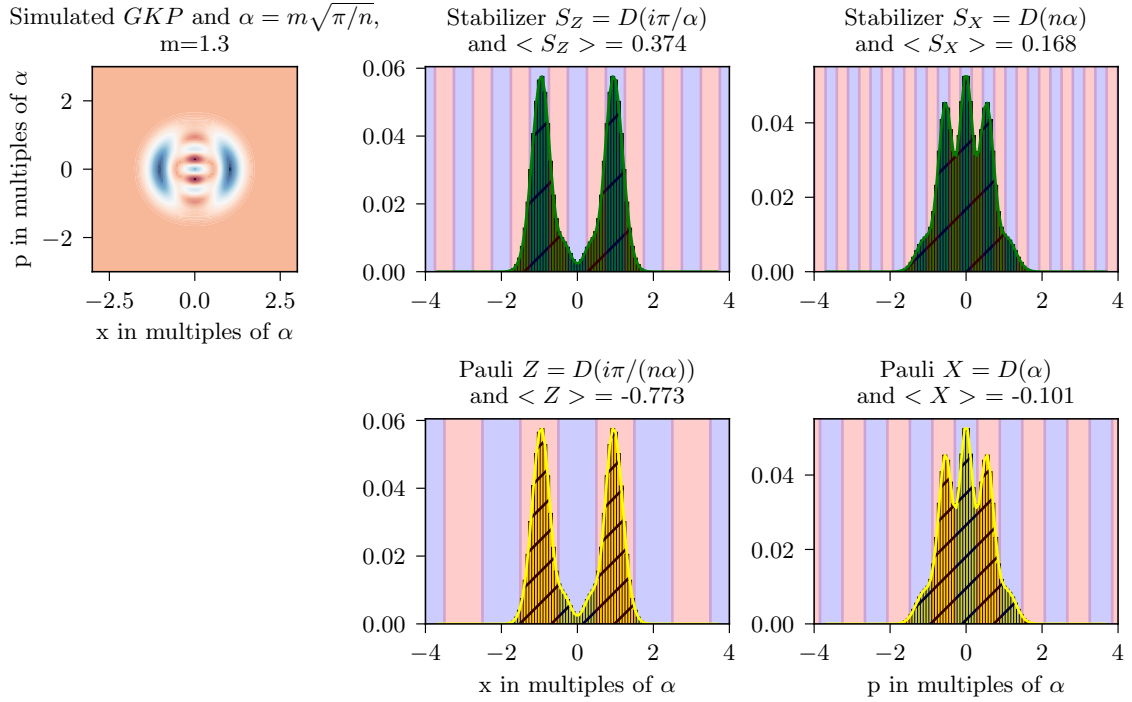 Simulated GKP and α = m√π/n,
m=1.3
p in multiples of α
2
0
−2
−2.5 0.0 2.5
x in multiples of α
Stabilizer S_Z = D(iπ/α)
and < S_Z > = 0.374
0.06
0.04
0.02
0.00
−4 −2 0 2 4
Stabilizer S_X = D(nα)
and < S_X > = 0.168
0.04
0.02
0.00
−4 −2 0 2 4
Pauli Z = D(iπ/(nα))
and < Z > = -0.773
0.06
0.04
0.02
0.00
−4 −2 0 2 4
x in multiples of α
Pauli X = D(α)
and < X > = -0.101
0.04
0.02
0.00
−4 −2 0 2 4
p in multiples of α